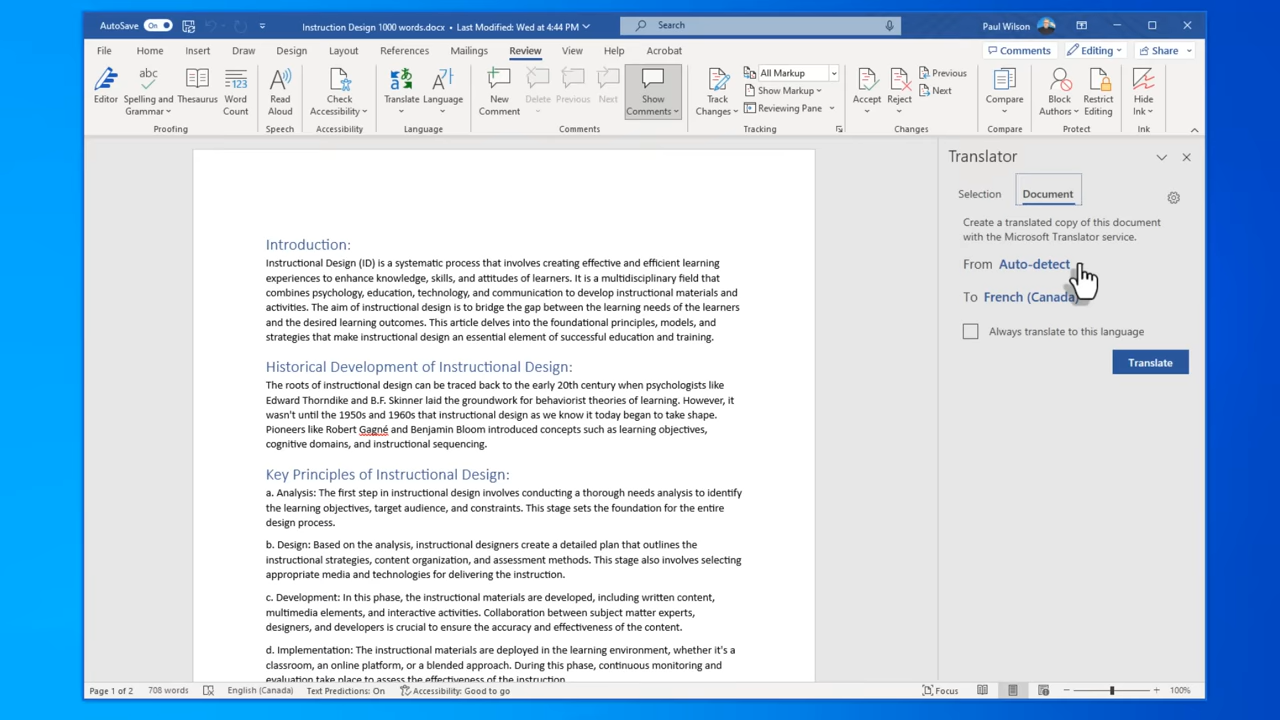 AutoSave On Instruction Design 1000 words.docx • Last Modified: Wed at 4:44 PM Search Paul Wilson
File Home Insert Draw Design Layout References Mailings Review View Help Acrobat Comments Editing Share
Editor
Spelling and Grammar
Thesaurus
Word Count
Proofing
Read Aloud
Speech
Check Accessibility
Accessibility
Translate
Language
Language
New Comment
Delete
Previous
Next
Show Comments
Comments
Track Changes
All Markup
Show Markup
Reviewing Pane
Tracking
Accept
Reject
Previous
Next
Changes
Compare
Compare
Block Authors
Restrict Editing
Protect
Hide Ink
Ink
Introduction:
Instructional Design (ID) is a systematic process that involves creating effective and efficient learning
experiences to enhance knowledge, skills, and attitudes of learners. It is a multidisciplinary field that
combines psychology, education, technology, and communication to develop instructional materials and
activities. The aim of instructional design is to bridge the gap between the learning needs of the learners
and the desired learning outcomes. This article delves into the foundational principles, models, and
strategies that make instructional design an essential element of successful education and training.
Historical Development of Instructional Design:
The roots of instructional design can be traced back to the early 20th century when psychologists like
Edward Thorndike and B.F. Skinner laid the groundwork for behaviorist theories of learning. However, it
wasn't until the 1950s and 1960s that instructional design as we know it today began to take shape.
Pioneers like Robert Gagné and Benjamin Bloom introduced concepts such as learning objectives,
cognitive domains, and instructional sequencing.
Key Principles of Instructional Design:
a. Analysis: The first step in instructional design involves conducting a thorough needs analysis to identify
the learning objectives, target audience, and constraints. This stage sets the foundation for the entire
design process.
b. Design: Based on the analysis, instructional designers create a detailed plan that outlines the
instructional strategies, content organization, and assessment methods. This stage also involves selecting
appropriate media and technologies for delivering the instruction.
c. Development: In this phase, the instructional materials are developed, including written content,
multimedia elements, and interactive activities. Collaboration between subject matter experts,
designers, and developers is crucial to ensure the accuracy and effectiveness of the content.
d. Implementation: The instructional materials are deployed in the learning environment, whether it's a
classroom, an online platform, or a blended approach. During this phase, continuous monitoring and
evaluation take place to assess the effectiveness of the instruction.
Translator
Selection Document
Create a translated copy of this document
with the Microsoft Translator service.
From Auto-detect
To French (Canada)
Always translate to this language
Translate
Page 1 of 2 708 words English (Canada) Text Predictions: On Accessibility: Good to go Focus 100%